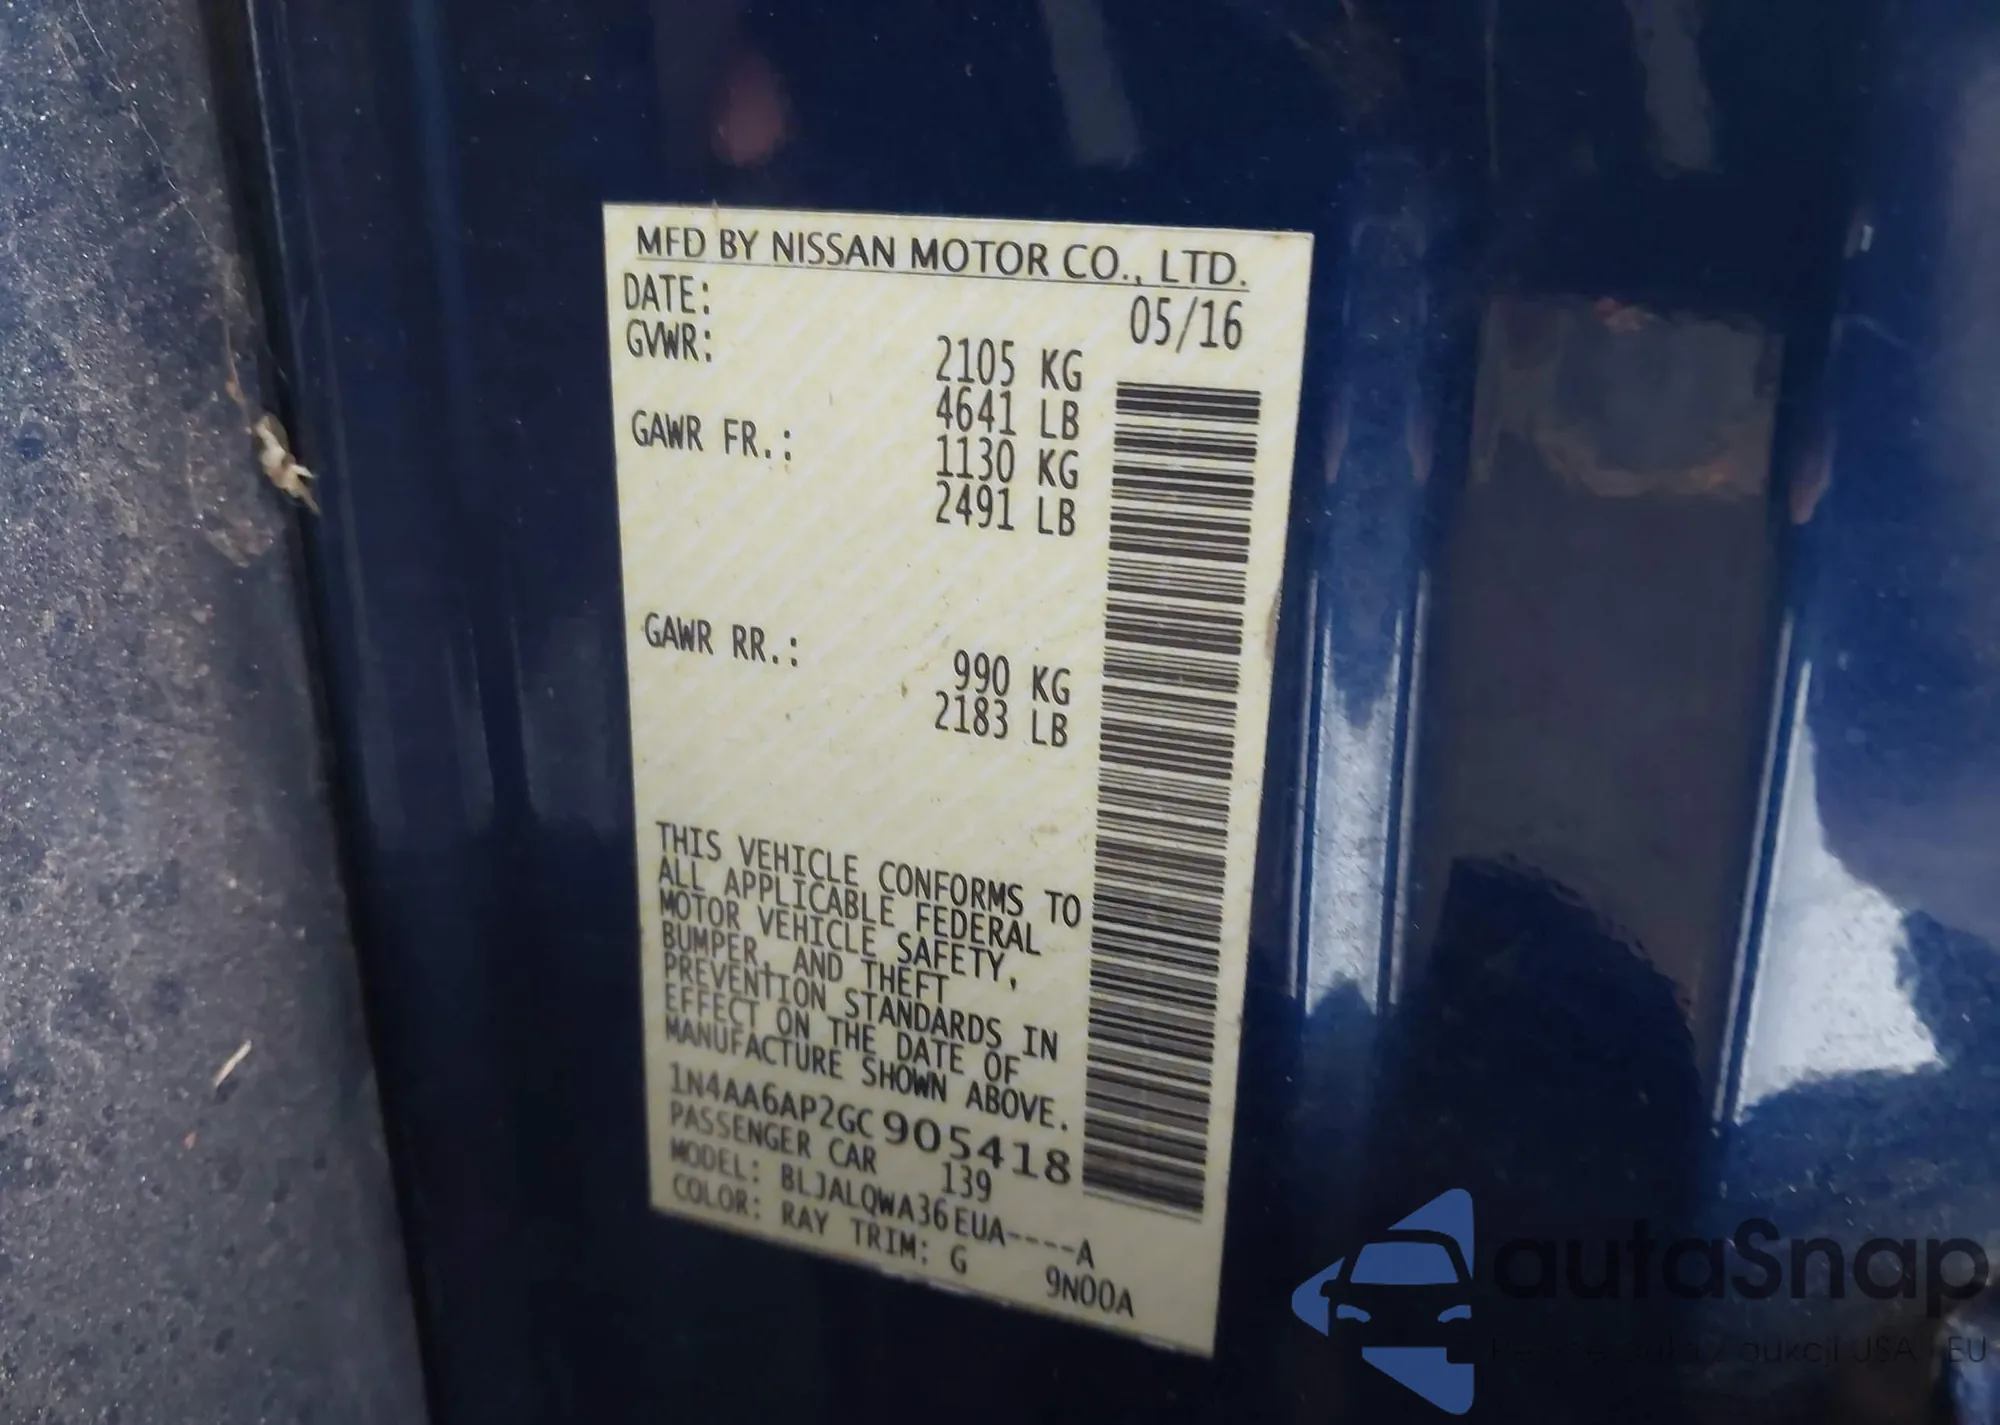 MFD BY NISSAN MOTOR CO., LTD.
DATE: 05/16
GVWR: 2105 KG
4641 LB
GAWR FR.: 1130 KG
2491 LB
GAWR RR.: 990 KG
2183 LB
THIS VEHICLE CONFORMS TO
ALL APPLICABLE FEDERAL
MOTOR VEHICLE SAFETY,
BUMPER, AND THEFT
PREVENTION STANDARDS IN
EFFECT ON THE DATE OF
MANUFACTURE SHOWN ABOVE.
1N4AA6AP2GC905418
PASSENGER CAR 139
MODEL: BLJALQWA36EUA----A
COLOR: RAY TRIM: G 9N00A
autaSnap
aukcji USA i EU